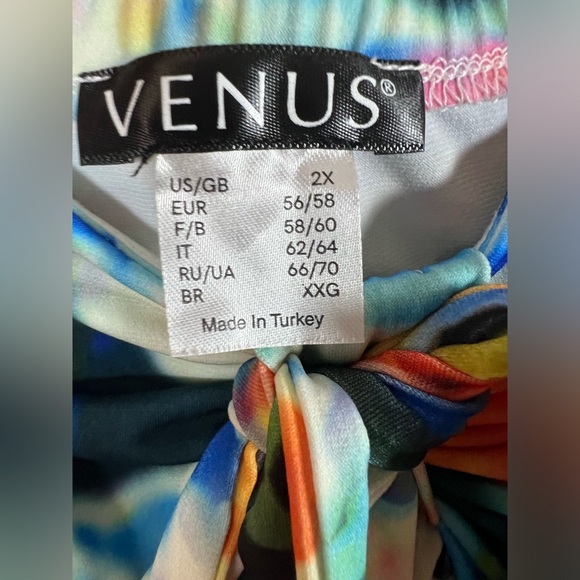 VENUS®
US/GB 2X
EUR 56/58
F/B 58/60
IT 62/64
RU/UA 66/70
BR XXG
Made In Turkey